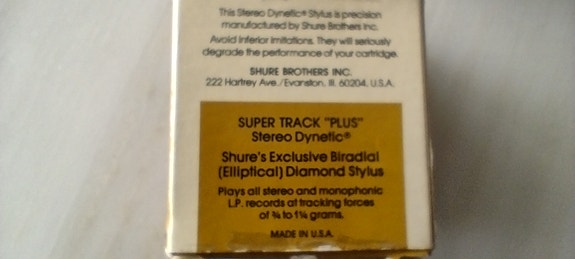 This Stereo Dynetic® Stylus is precision
manufactured by Shure Brothers Inc.
Avoid inferior imitations. They will seriously
degrade the performance of your cartridge.
SHURE BROTHERS INC.
222 Hartrey Ave./Evanston, Ill. 60204, U.S.A.
SUPER TRACK "PLUS"
Stereo Dynetic®
Shure's Exclusive Biradial
(Elliptical) Diamond Stylus
Plays all stereo and monophonic
L.P. records at tracking forces
of ¾ to 1½ grams.
MADE IN U.S.A.